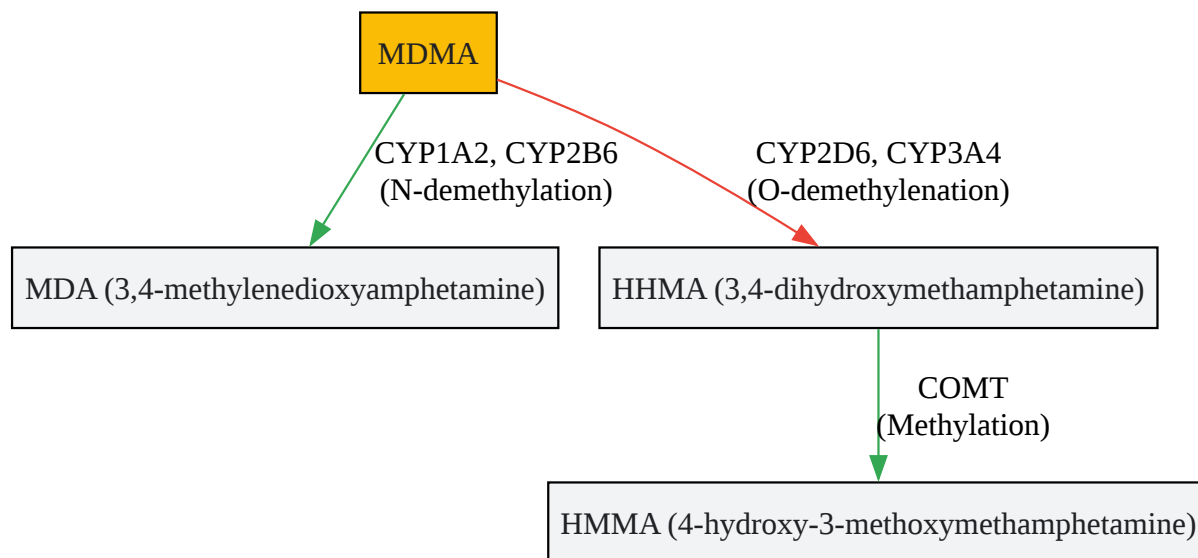 MDMA
CYP1A2, CYP2B6
(N-demethylation)
CYP2D6, CYP3A4
(O-demethylenation)
MDA (3,4-methylenedioxyamphetamine)
HHMA (3,4-dihydroxymethamphetamine)
COMT
(Methylation)
HMMA (4-hydroxy-3-methoxymethamphetamine)